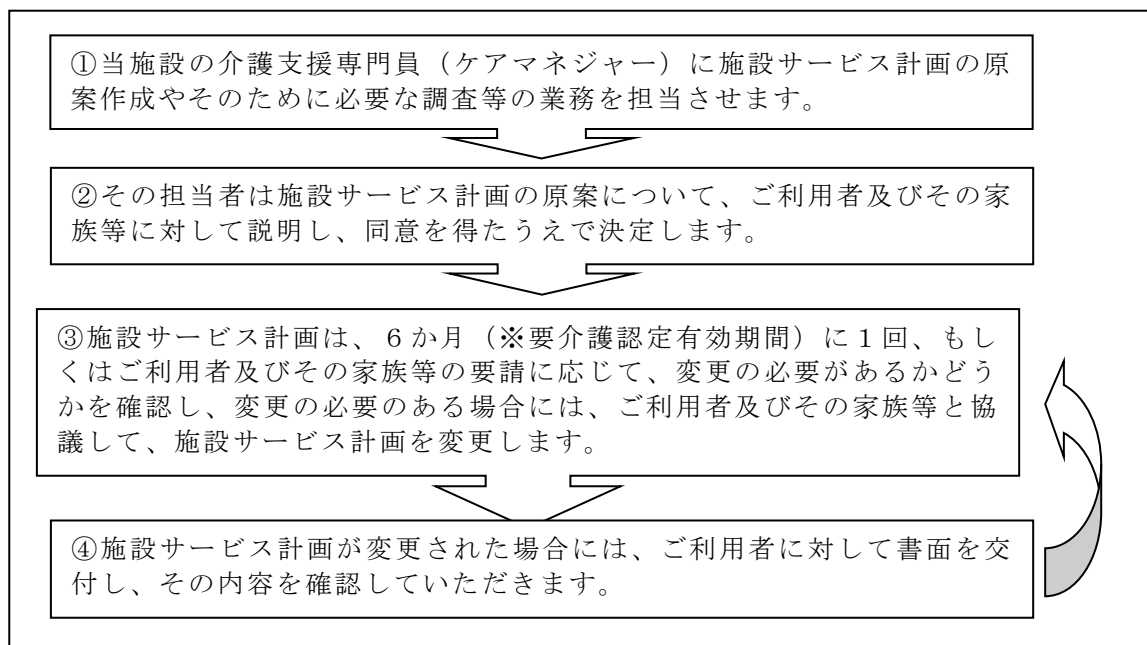 ①当施設の介護支援専門員（ケアマネジャー）に施設サービス計画の原
案作成やそのために必要な調査等の業務を担当させます。
②その担当者は施設サービス計画の原案について、ご利用者及びその家
族等に対して説明し、同意を得たうえで決定します。
③施設サービス計画は、６か月（※要介護認定有効期間）に１回、もし
くはご利用者及びその家族等の要請に応じて、変更の必要があるかどう
かを確認し、変更の必要のある場合には、ご利用者及びその家族等と協
議して、施設サービス計画を変更します。
④施設サービス計画が変更された場合には、ご利用者に対して書面を交
付し、その内容を確認していただきます。